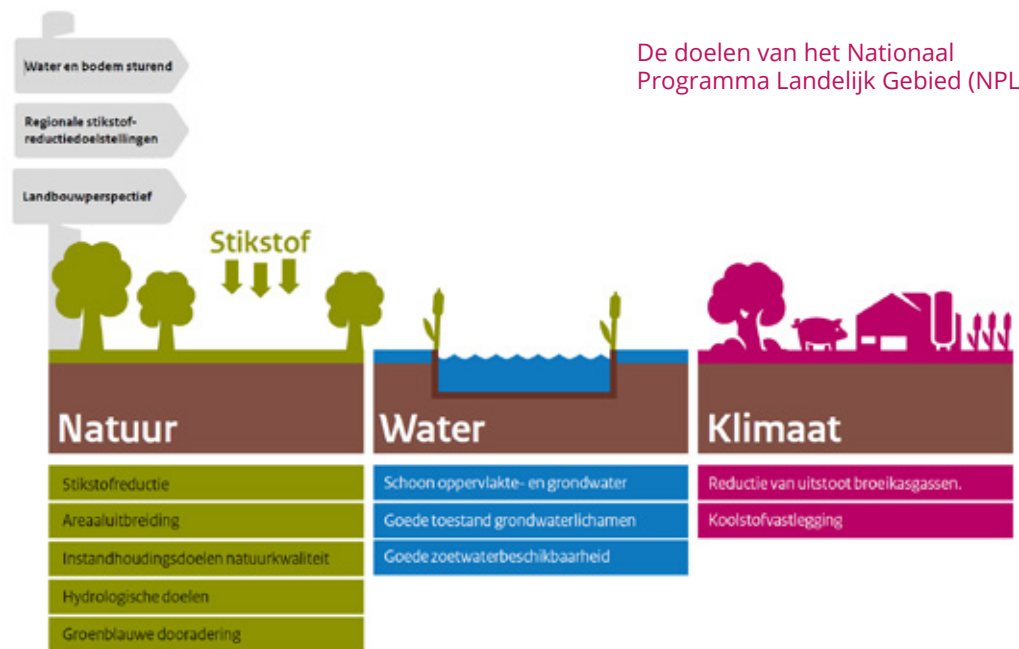 De doelen van het Nationaal
Programma Landelijk Gebied (NPL
Water en bodem sturend
Regionale stikstof-
reductiedoelstellingen
Landbouwperspectief
Stikstof
Natuur
Stikstofreductie
Areaaluitbreiding
Instandhoudingsdoelen natuurkwaliteit
Hydrologische doelen
Groenblauwe dooradering
Water
Schoon oppervlakte- en grondwater
Goede toestand grondwaterlichamen
Goede zoetwaterbeschikbaarheid
Klimaat
Reductie van uitstoot broeikasgassen.
Koolstofvastlegging